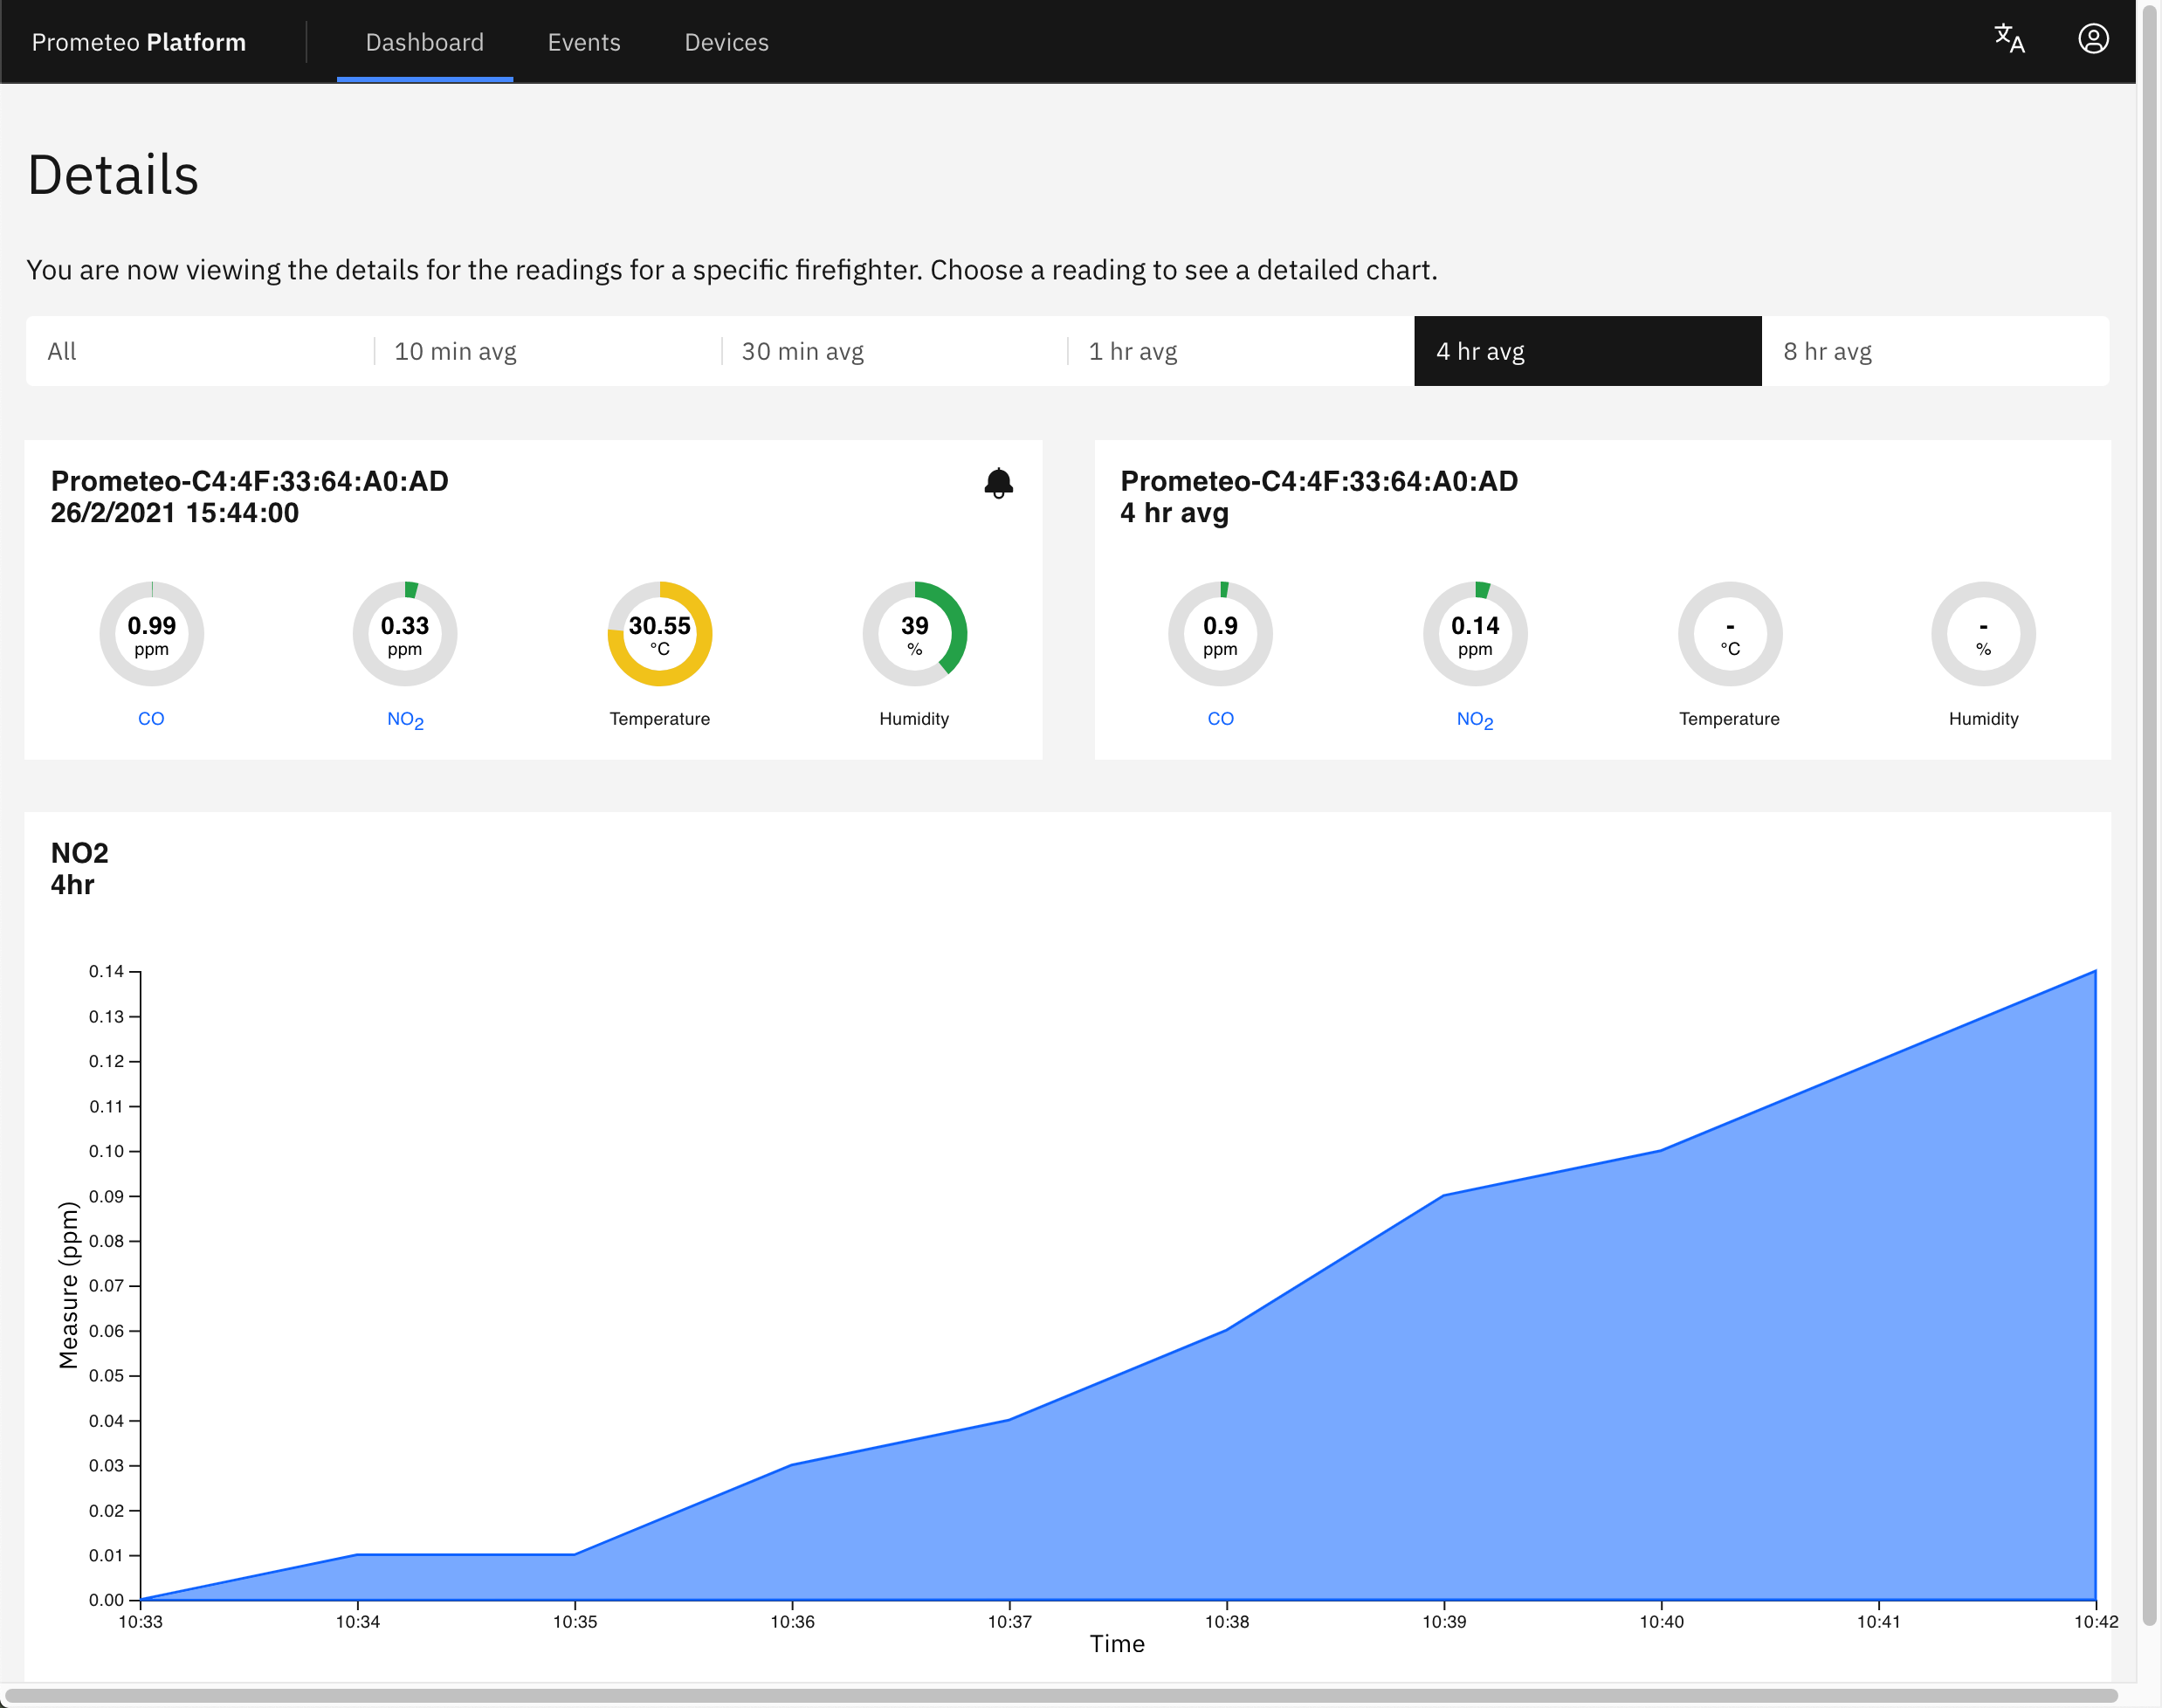 Prometeo Platform
Dashboard Events Devices
文A
Details
You are now viewing the details for the readings for a specific firefighter. Choose a reading to see a detailed chart.
All 10 min avg 30 min avg 1 hr avg 4 hr avg 8 hr avg
Prometeo-C4:4F:33:64:A0:AD
26/2/2021 15:44:00
0.99 0.33 30.55 39
ppm ppm °C %
CO NO2 Temperature Humidity
Prometeo-C4:4F:33:64:A0:AD
4 hr avg
0.9 0.14 - -
ppm ppm °C %
CO NO2 Temperature Humidity
NO2
4hr
Measure (ppm)
0.14
0.13
0.12
0.11
0.10
0.09
0.08
0.07
0.06
0.05
0.04
0.03
0.02
0.01
0.00
10:33 10:34 10:35 10:36 10:37 10:38 10:39 10:40 10:41 10:42
Time